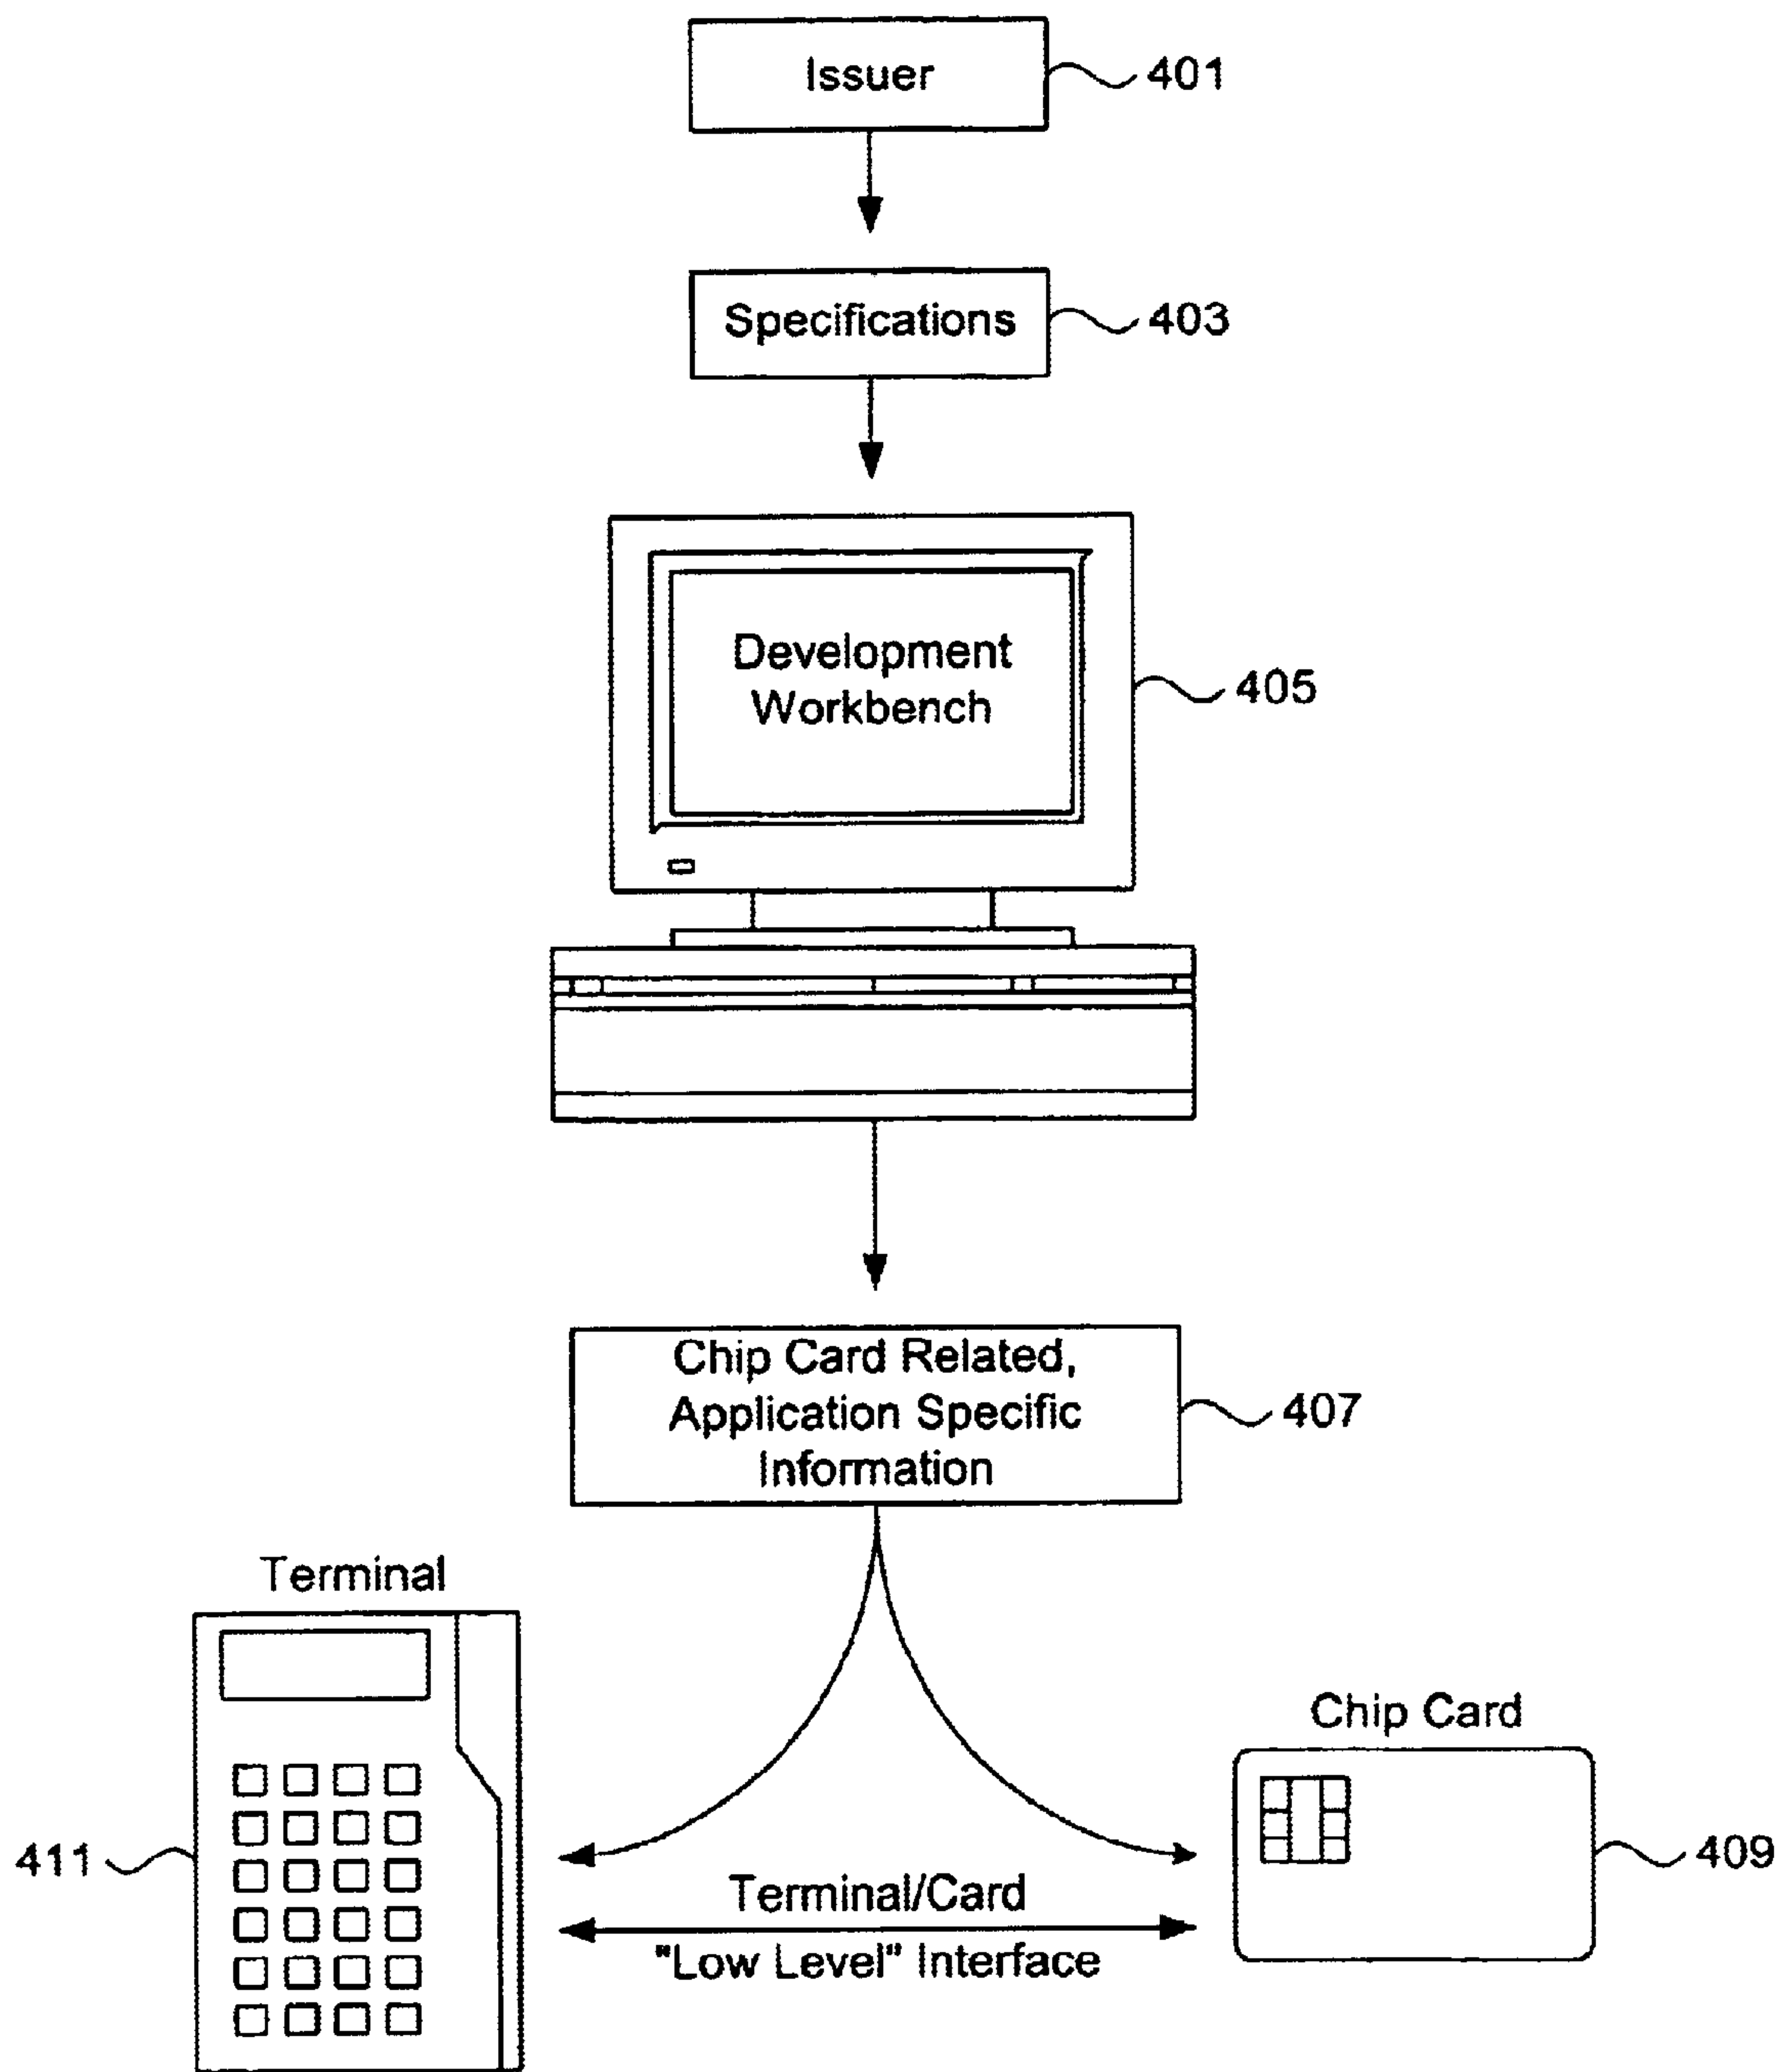 Issuer
401
Specifications
403
Development
Workbench
405
Chip Card Related,
Application Specific
Information
407
Terminal
Chip Card
411
409
Terminal/Card
"Low Level" Interface